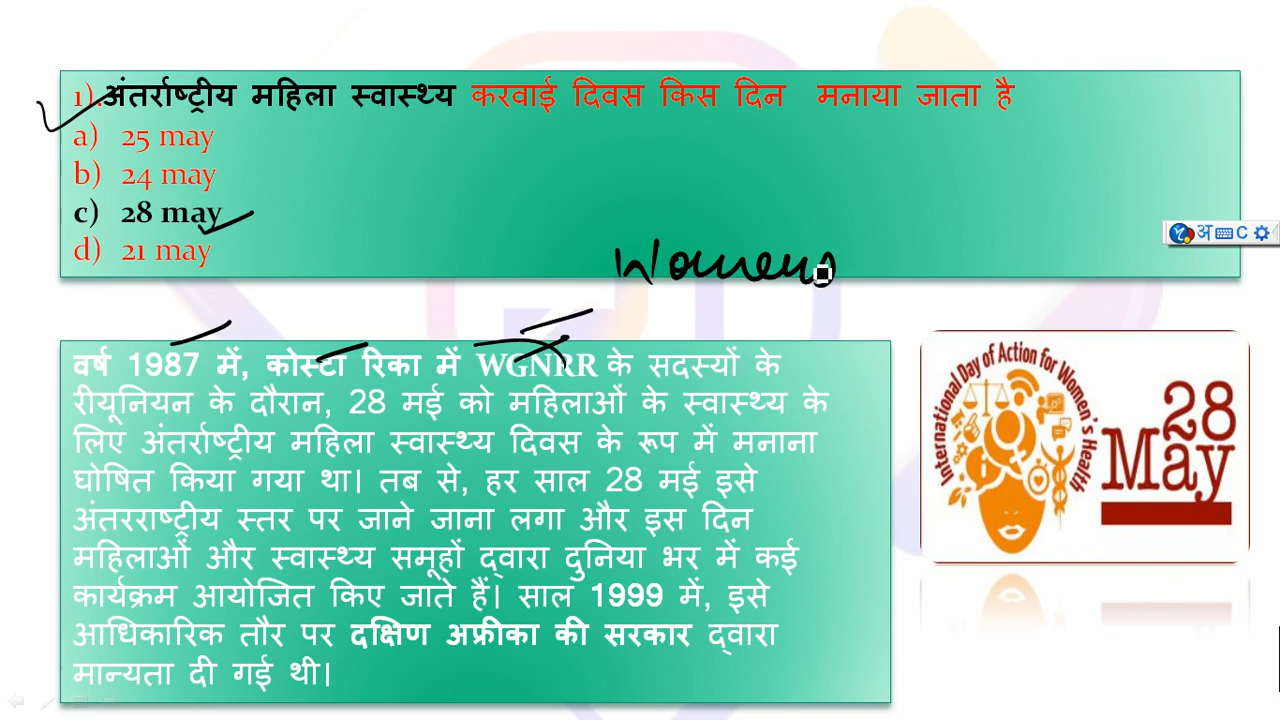 1).अंतर्राष्ट्रीय महिला स्वास्थ्य करवाई दिवस किस दिन मनाया जाता है
a) 25 may
b) 24 may
c) 28 may
d) 21 may
Womens
वर्ष 1987 में, कोस्टा रिका में WGNRR के सदस्यों के
रीयूनियन के दौरान, 28 मई को महिलाओं के स्वास्थ्य के
लिए अंतर्राष्ट्रीय महिला स्वास्थ्य दिवस के रूप में मनाना
घोषित किया गया था। तब से, हर साल 28 मई इसे
अंतरराष्ट्रीय स्तर पर जाने जाना लगा और इस दिन
महिलाओं और स्वास्थ्य समूहों द्वारा दुनिया भर में कई
कार्यक्रम आयोजित किए जाते हैं। साल 1999 में, इसे
आधिकारिक तौर पर दक्षिण अफ्रीका की सरकार द्वारा
मान्यता दी गई थी।
International Day of Action for Women's Health
28
May
अ
C